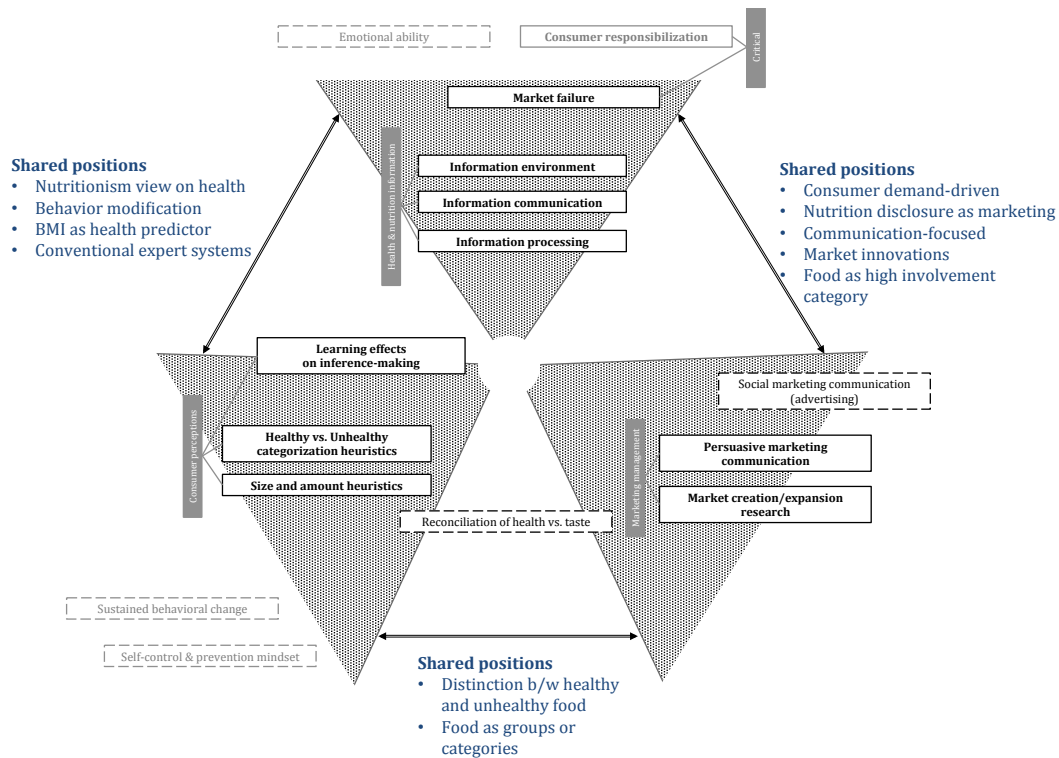 Emotional ability
Consumer responsibilization
Critical
Market failure
Health & nutrition information
Information environment
Information communication
Information processing
Shared positions
• Nutritionism view on health
• Behavior modification
• BMI as health predictor
• Conventional expert systems
Shared positions
• Consumer demand-driven
• Nutrition disclosure as marketing
• Communication-focused
• Market innovations
• Food as high involvement
category
Learning effects
on inference-making
Consumer perceptions
Healthy vs. Unhealthy
categorization heuristics
Size and amount heuristics
Reconciliation of health vs. taste
Social marketing communication
(advertising)
Marketing management
Persuasive marketing
communication
Market creation/expansion
research
Sustained behavioral change
Self-control & prevention mindset
Shared positions
• Distinction b/w healthy
and unhealthy food
• Food as groups or
categories